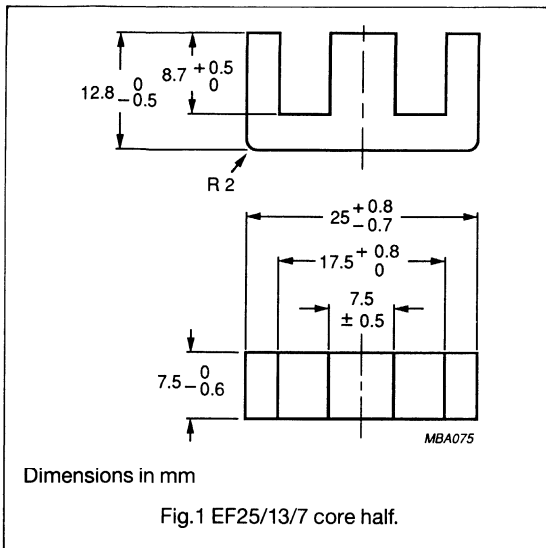 12.8 0 −0.5
8.7 +0.5 0
R 2
25 +0.8 −0.7
17.5 +0.8 0
7.5 ± 0.5
7.5 0 −0.6
MBA075
Dimensions in mm
Fig.1 EF25/13/7 core half.